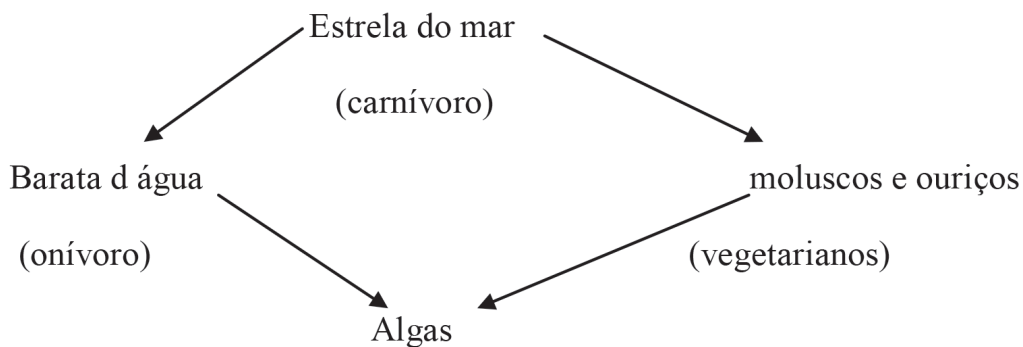 Estrela do mar
(carnívoro)
Barata d água
moluscos e ouriços
(onívoro)
(vegetarianos)
Algas